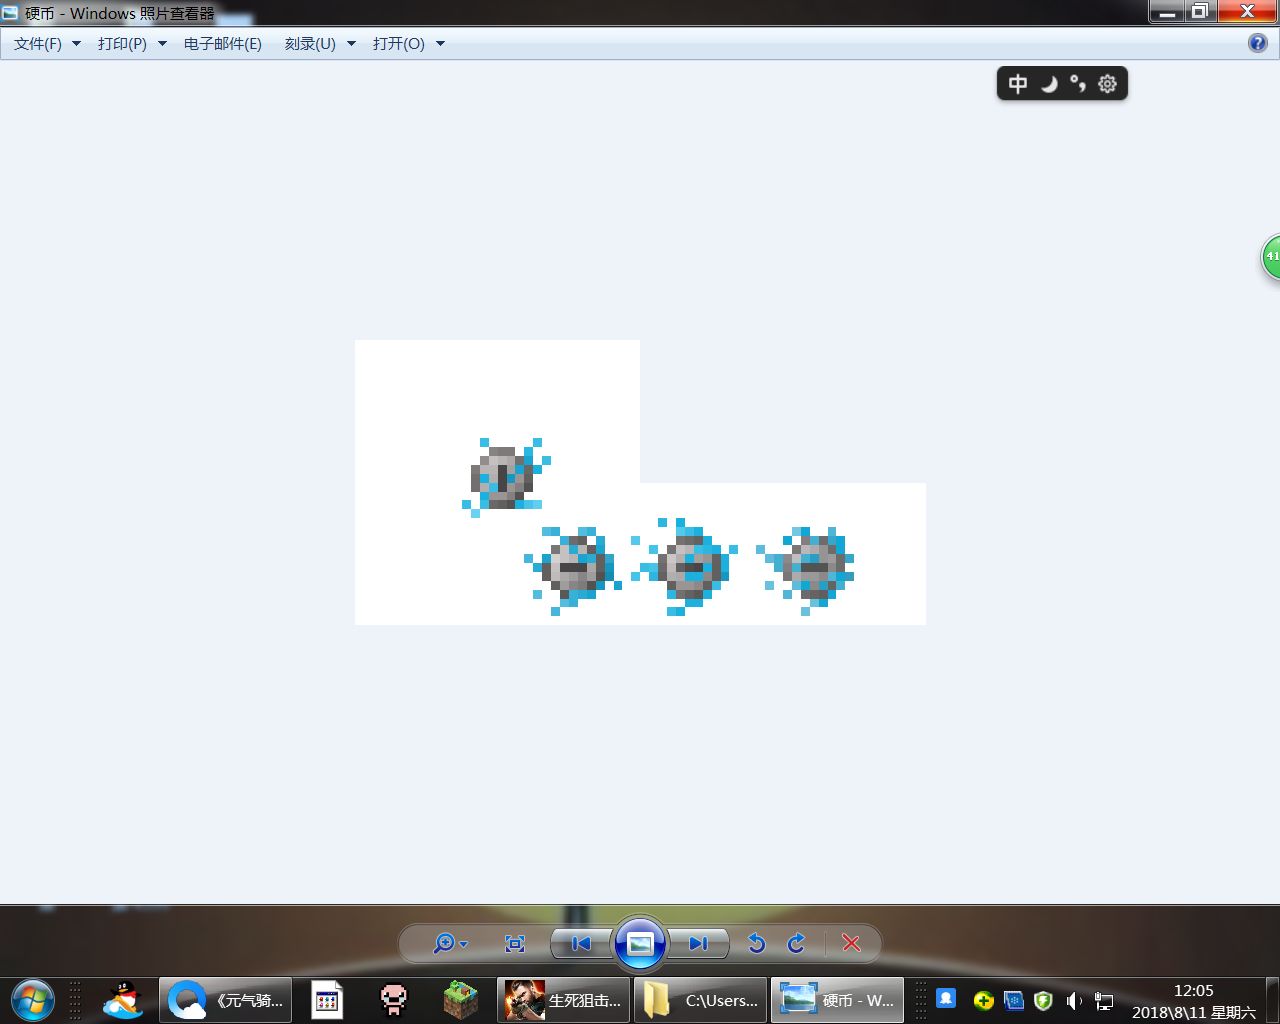 硬币 - Windows 照片查看器
文件(F) 打印(P) 电子邮件(E) 刻录(U) 打开(O)
中
41
《元气骑... 生死狙击... C:\Users... 硬币 - W...
12:05
2018\8\11 星期六